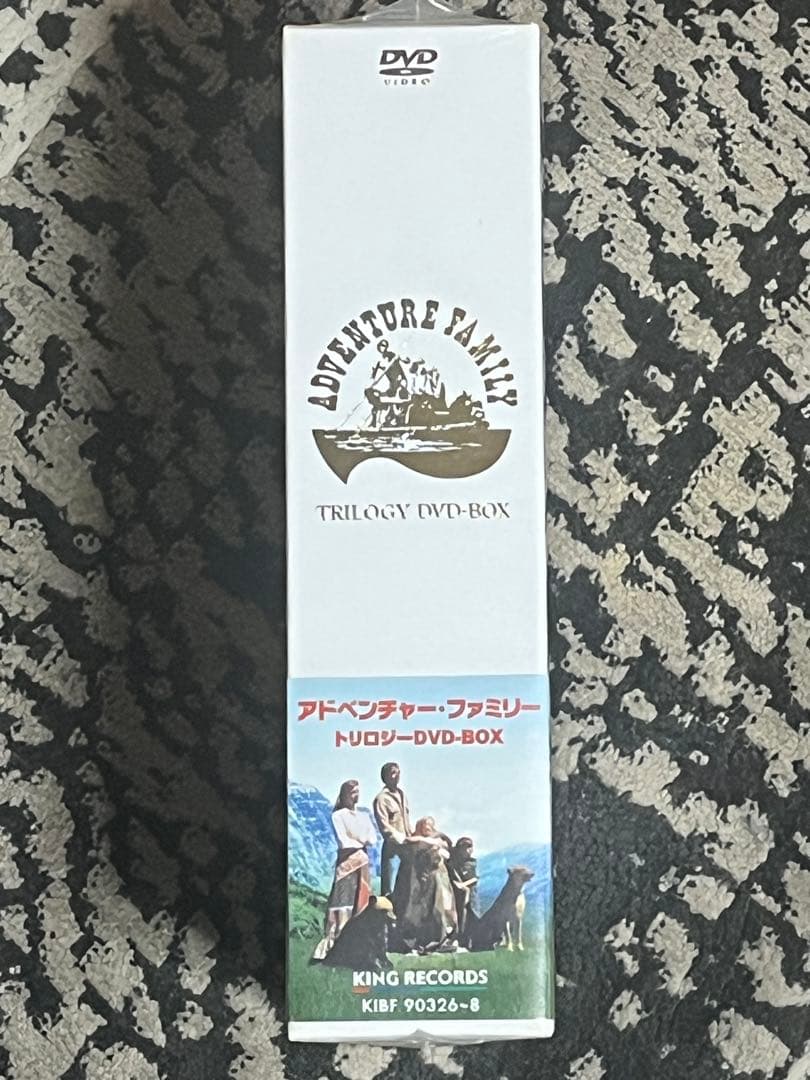 DVD
VIDEO
ADVENTURE FAMILY
TRILOGY DVD-BOX
アドベンチャー・ファミリー
トリロジーDVD-BOX
KING RECORDS
KIBF 90326~8